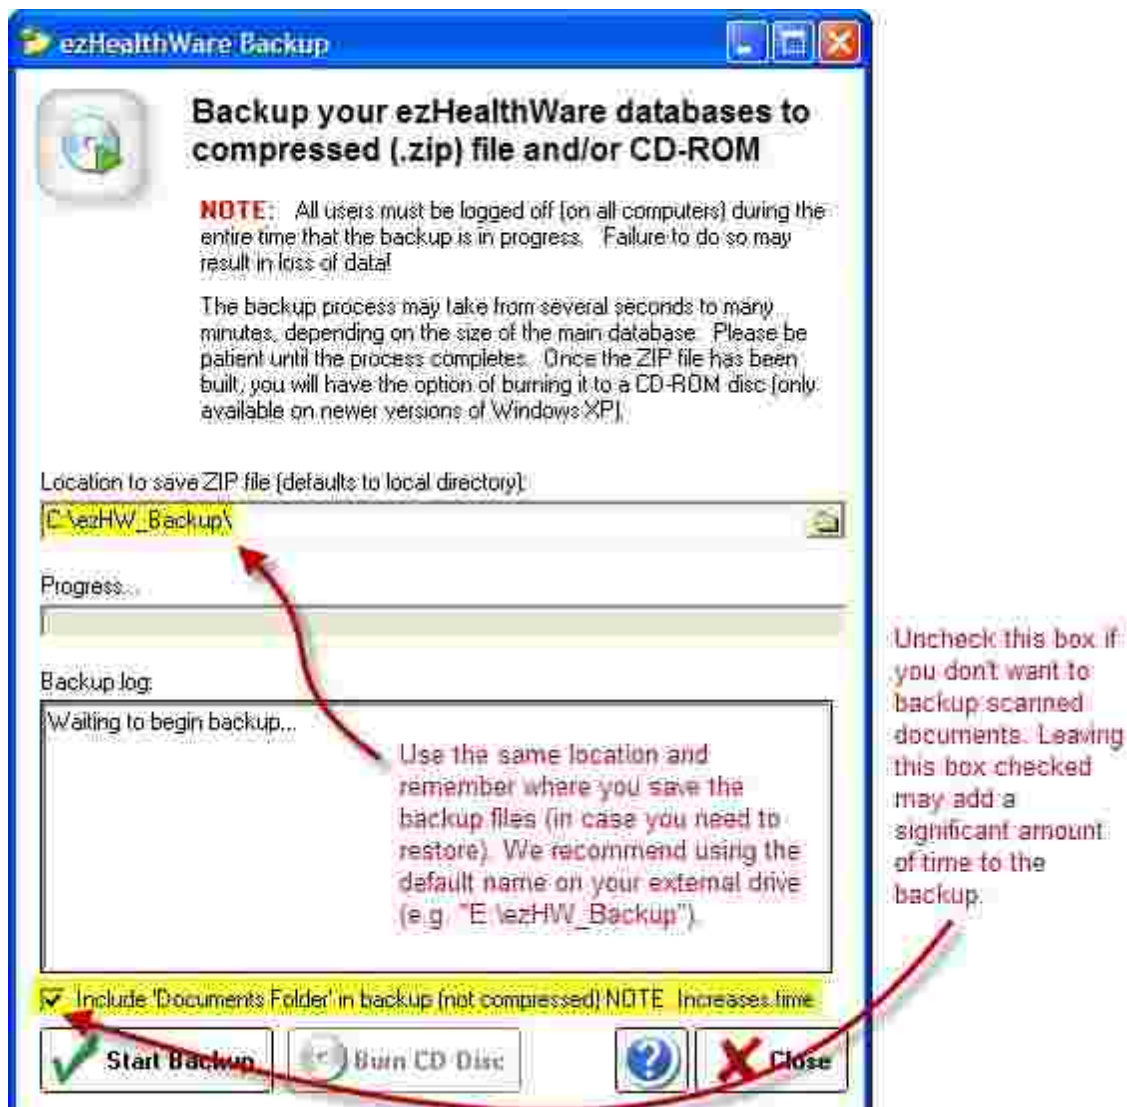 ezHealthWare Backup
Backup your ezHealthWare databases to
compressed (.zip) file and/or CD-ROM
NOTE: All users must be logged off (on all computers) during the
entire time that the backup is in progress. Failure to do so may
result in loss of data!
The backup process may take from several seconds to many
minutes, depending on the size of the main database. Please be
patient until the process completes. Once the ZIP file has been
built, you will have the option of burning it to a CD-ROM disc (only
available on newer versions of Windows XP).
Location to save ZIP file (defaults to local directory):
C:\ezHW_Backup\
Progress...
Backup log:
Waiting to begin backup...
Use the same location and
remember where you save the
backup files (in case you need to
restore). We recommend using the
default name on your external drive
(e.g. "E:\ezHW_Backup").
Uncheck this box if
you don't want to
backup scanned
documents. Leaving
this box checked
may add a
significant amount
of time to the
backup.
Include 'Documents Folder' in backup (not compressed) NOTE: Increases time
Start Backup
Burn CD Disc
?
Close